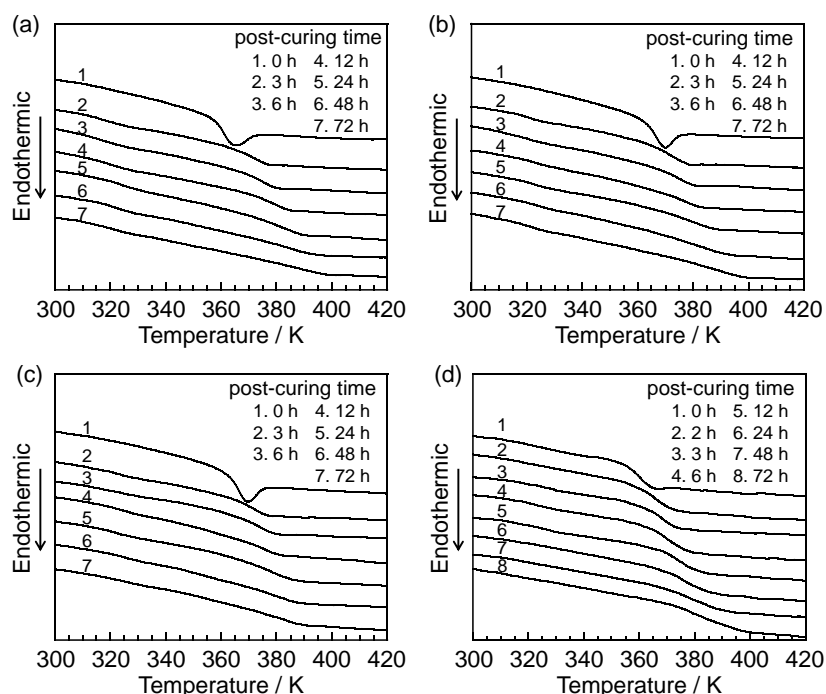 (a)
post-curing time
1. 0 h 4. 12 h
2. 3 h 5. 24 h
3. 6 h 6. 48 h
7. 72 h
1
2
3
4
5
6
7
Endothermic
300 320 340 360 380 400 420
Temperature / K
(b)
post-curing time
1. 0 h 4. 12 h
2. 3 h 5. 24 h
3. 6 h 6. 48 h
7. 72 h
1
2
3
4
5
6
7
Endothermic
300 320 340 360 380 400 420
Temperature / K
(c)
post-curing time
1. 0 h 4. 12 h
2. 3 h 5. 24 h
3. 6 h 6. 48 h
7. 72 h
1
2
3
4
5
6
7
Endothermic
300 320 340 360 380 400 420
Temperature / K
(d)
post-curing time
1. 0 h 5. 12 h
2. 2 h 6. 24 h
3. 3 h 7. 48 h
4. 6 h 8. 72 h
1
2
3
4
5
6
7
8
Endothermic
300 320 340 360 380 400 420
Temperature / K